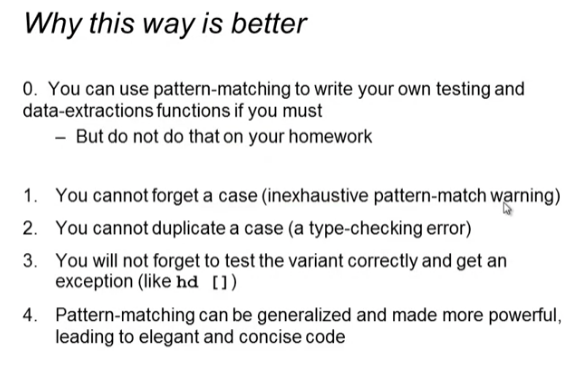 Why this way is better
0.  You can use pattern-matching to write your own testing and
data-extractions functions if you must
– But do not do that on your homework
1. You cannot forget a case (inexhaustive pattern-match warning)
2. You cannot duplicate a case (a type-checking error)
3. You will not forget to test the variant correctly and get an
exception (like hd [])
4. Pattern-matching can be generalized and made more powerful,
leading to elegant and concise code